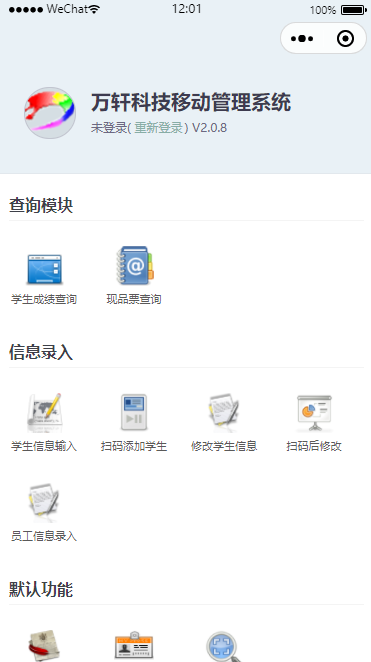 WeChat 12:01 100%
万轩科技移动管理系统
未登录( 重新登录 ) V2.0.8
查询模块
学生成绩查询 现品票查询
信息录入
学生信息输入 扫码添加学生 修改学生信息 扫码后修改
员工信息录入
默认功能